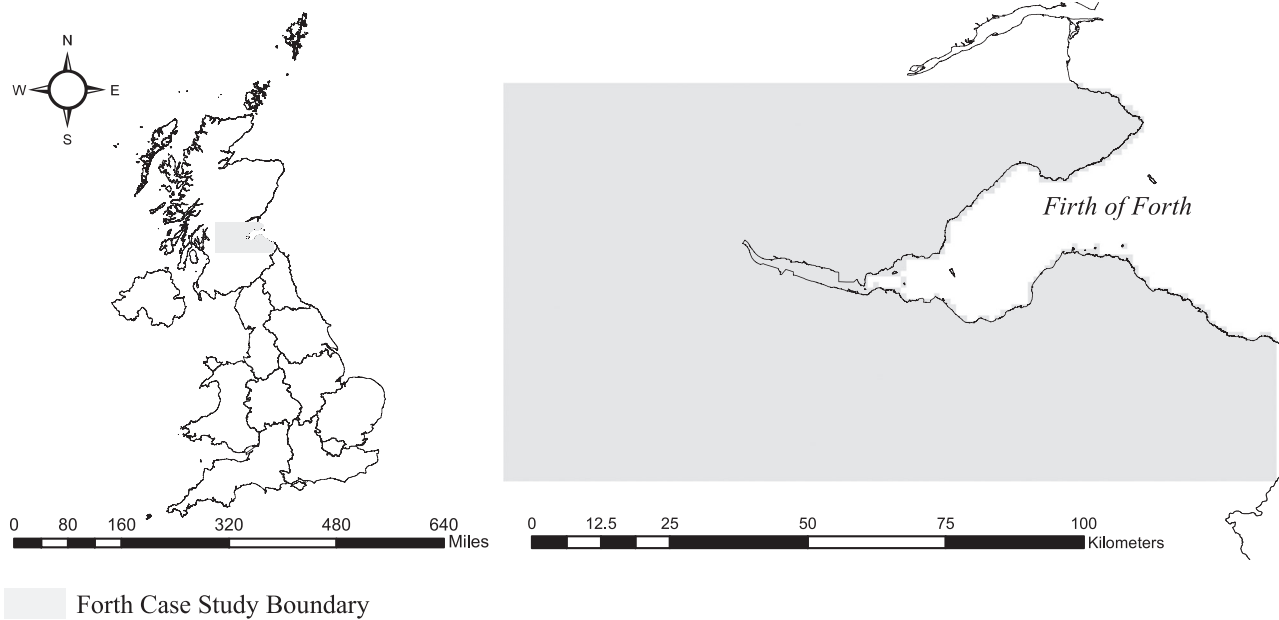 N
W E
S
Firth of Forth
0 80 160 320 480 640
Miles
0 12.5 25 50 75 100
Kilometers
Forth Case Study Boundary